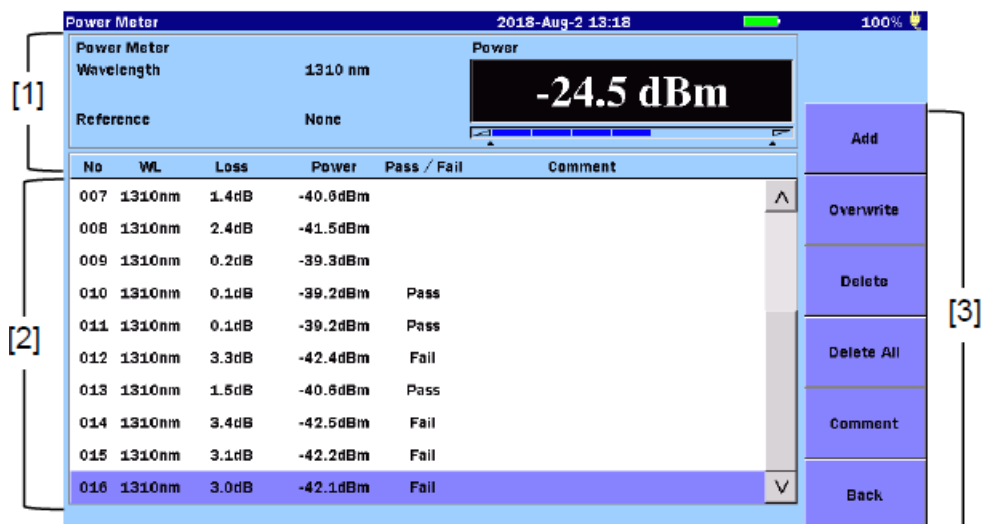 Power Meter 2018-Aug-2 13:18 100%
Power Meter Power
Wavelength 1310 nm
-24.5 dBm
Reference None
[1]
No WL Loss Power Pass / Fail Comment
007 1310nm 1.4dB -40.6dBm
008 1310nm 2.4dB -41.5dBm
009 1310nm 0.2dB -39.3dBm
010 1310nm 0.1dB -39.2dBm Pass
011 1310nm 0.1dB -39.2dBm Pass
012 1310nm 3.3dB -42.4dBm Fail
013 1310nm 1.5dB -40.6dBm Pass
014 1310nm 3.4dB -42.5dBm Fail
015 1310nm 3.1dB -42.2dBm Fail
016 1310nm 3.0dB -42.1dBm Fail
[2]
Add
Overwrite
Delete
Delete All
Comment
Back
[3]